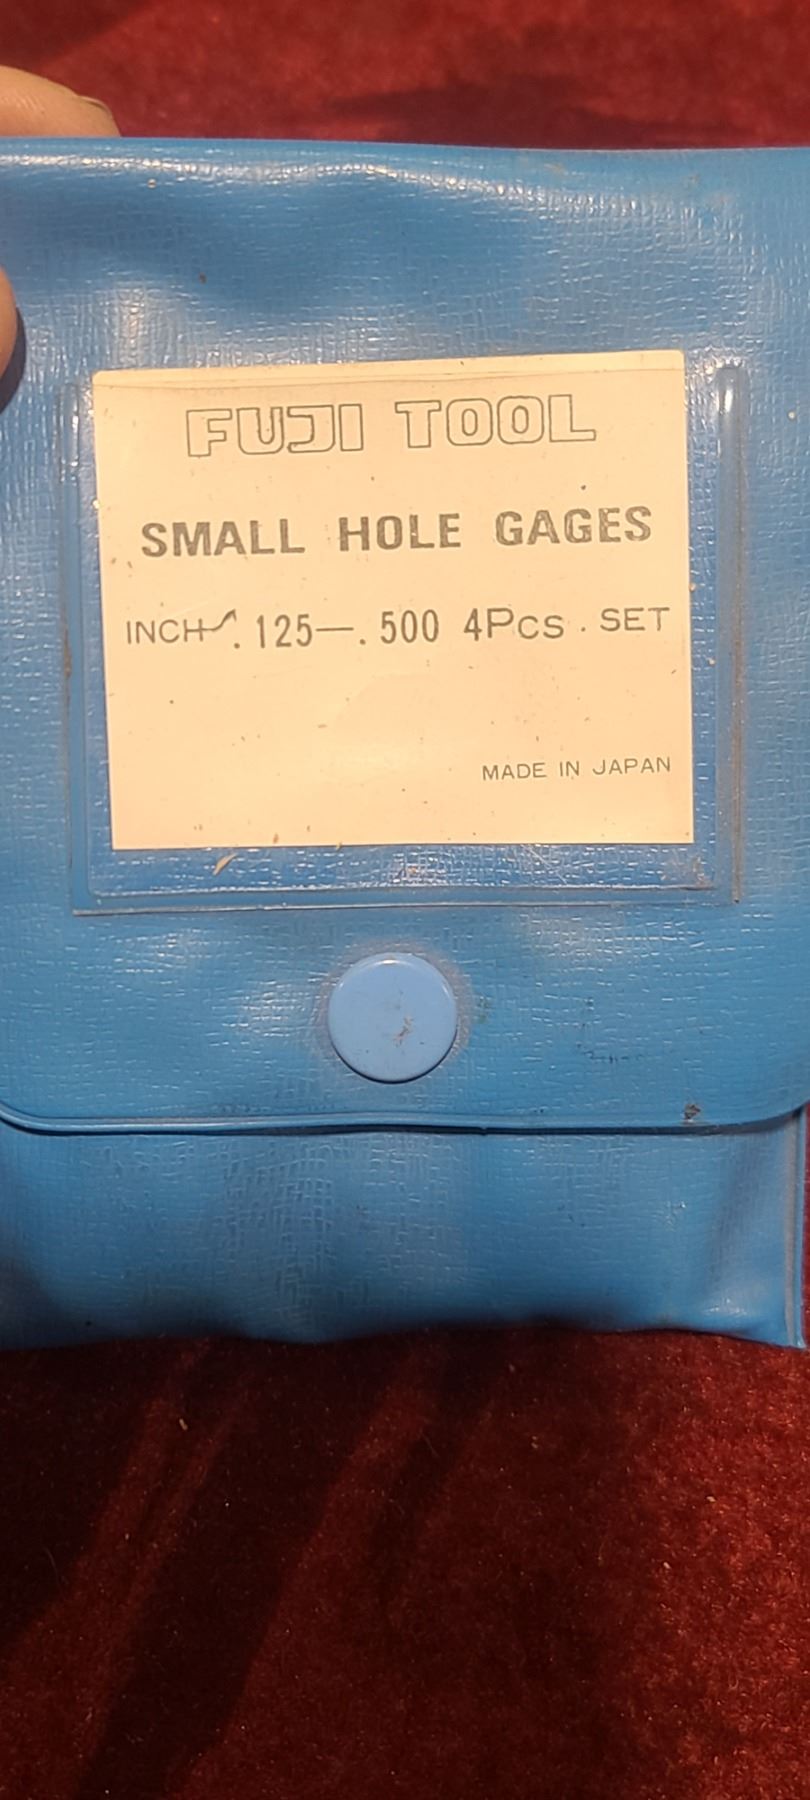 FUJI TOOL
SMALL HOLE GAGES
INCH .125—.500 4Pcs. SET
MADE IN JAPAN